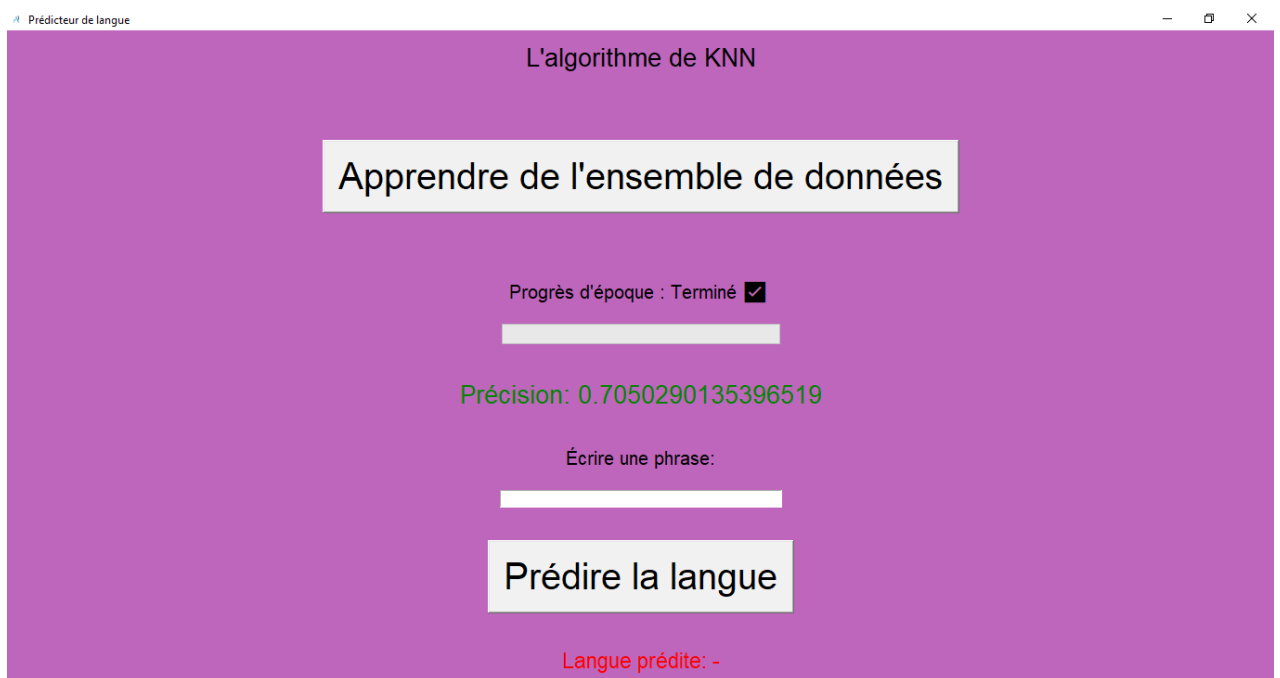 Prédicteur de langue
L'algorithme de KNN
Apprendre de l'ensemble de données
Progrès d'époque : Terminé
Précision: 0.7050290135396519
Écrire une phrase:
Prédire la langue
Langue prédite: -